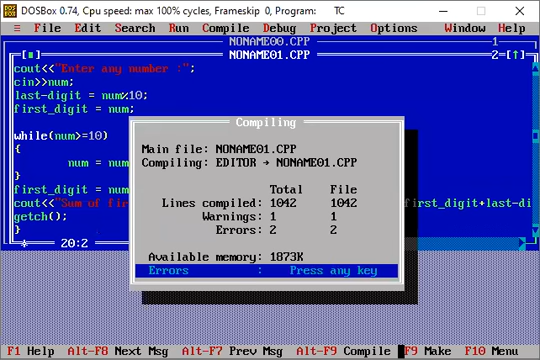 DOSBox 0.74, Cpu speed: max 100% cycles, Frameskip 0, Program: TC
≡ File Edit Search Run Compile Debug Project Options Window Help
NONAME00.CPP 1
[■] NONAME01.CPP 2=[↑]
cout<<"Enter any number :";
cin>>num;
last-digit = num%10;
first_digit = num;
while(num>=10)
{
num = num
}
first_digit = num
cout<<"Sum of fir
first_digit+last-di
getch();
}
* 20:2
Compiling
Main file: NONAME01.CPP
Compiling: EDITOR → NONAME01.CPP
Total File
Lines compiled: 1042 1042
Warnings: 1 1
Errors: 2 2
Available memory: 1873K
Errors : Press any key
F1 Help Alt-F8 Next Msg Alt-F7 Prev Msg Alt-F9 Compile F9 Make F10 Menu